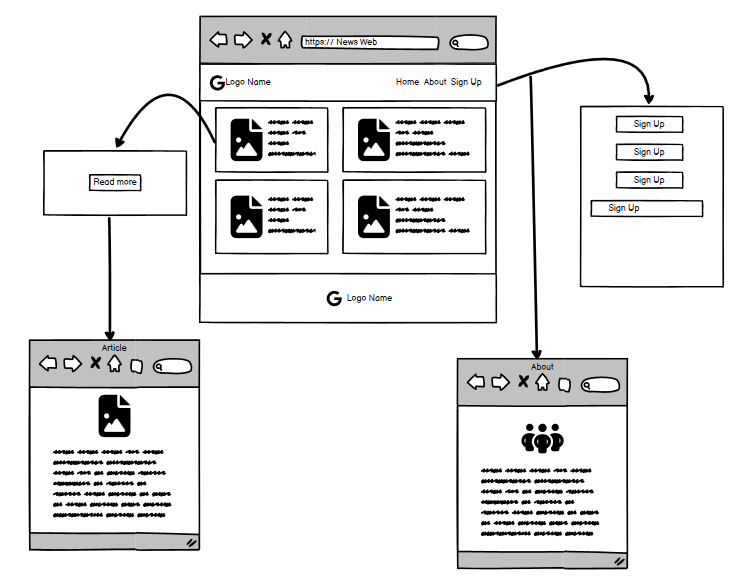 https:// News Web
Logo Name
Home About Sign Up
Read more
Sign Up
Sign Up
Sign Up
Sign Up
Logo Name
Article
About